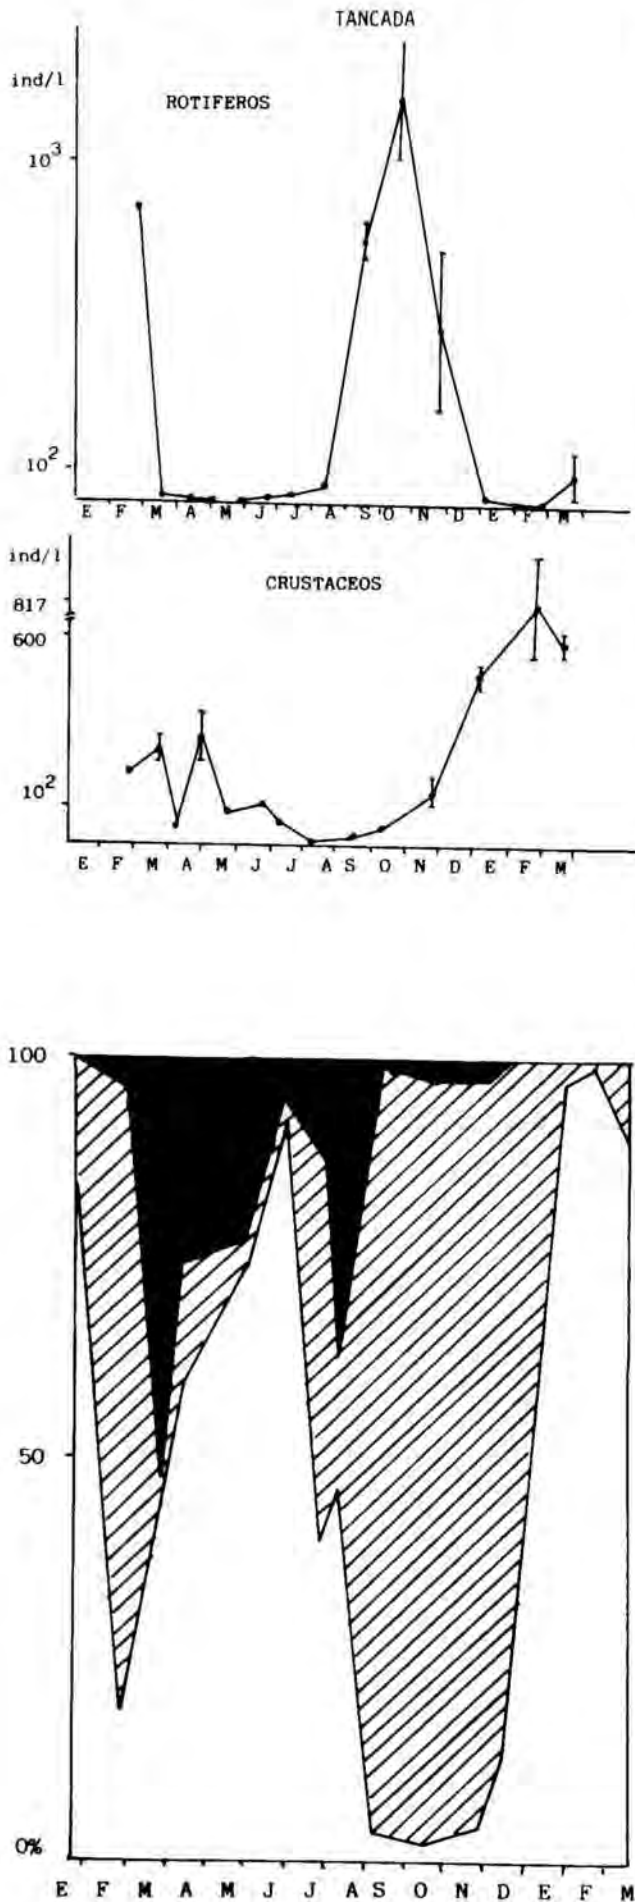 TANCADA
ind/l
ROTIFEROS
10³
10²
E F M A M J J A S O N D E F M
ind/l
CRUSTACEOS
817
600
10²
E F M A M J J A S O N D E F M
100
50
0%
E F M A M J J A S O N D E F M